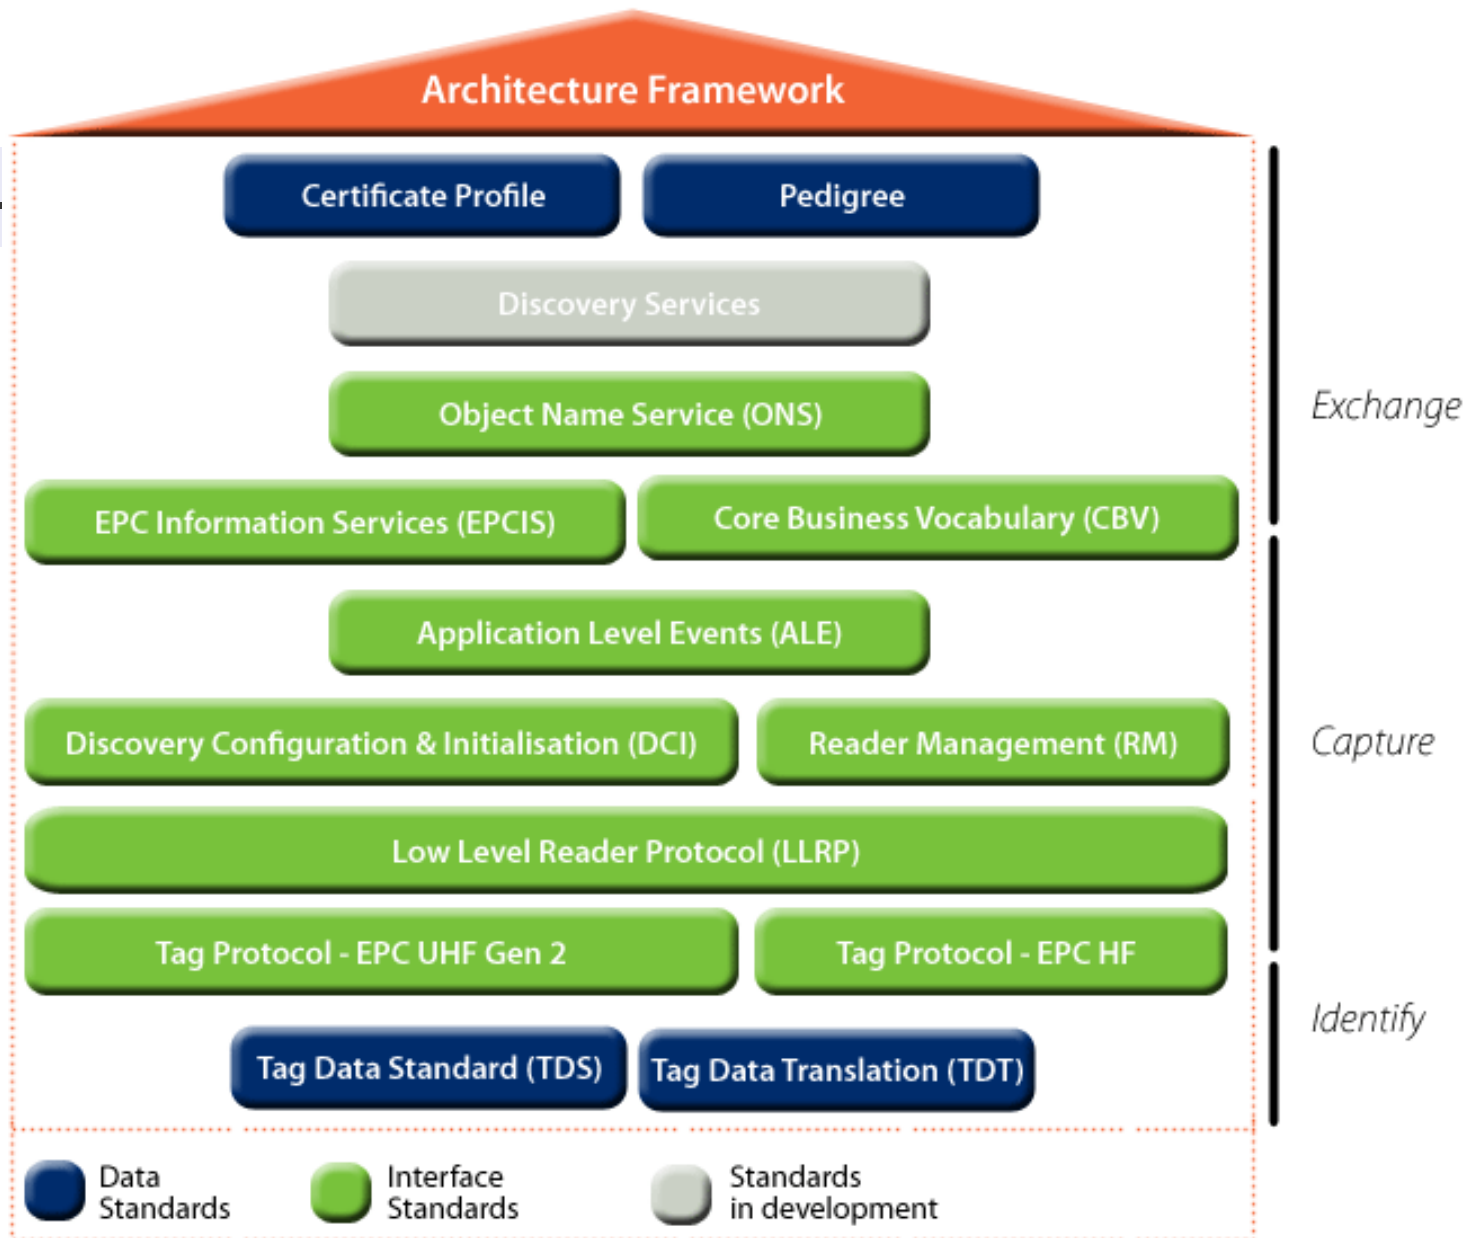 Architecture Framework
Certificate Profile
Pedigree
Discovery Services
Object Name Service (ONS)
Exchange
EPC Information Services (EPCIS)
Core Business Vocabulary (CBV)
Application Level Events (ALE)
Discovery Configuration & Initialisation (DCI)
Reader Management (RM)
Capture
Low Level Reader Protocol (LLRP)
Tag Protocol - EPC UHF Gen 2
Tag Protocol - EPC HF
Identify
Tag Data Standard (TDS)
Tag Data Translation (TDT)
Data
Standards
Interface
Standards
Standards
in development